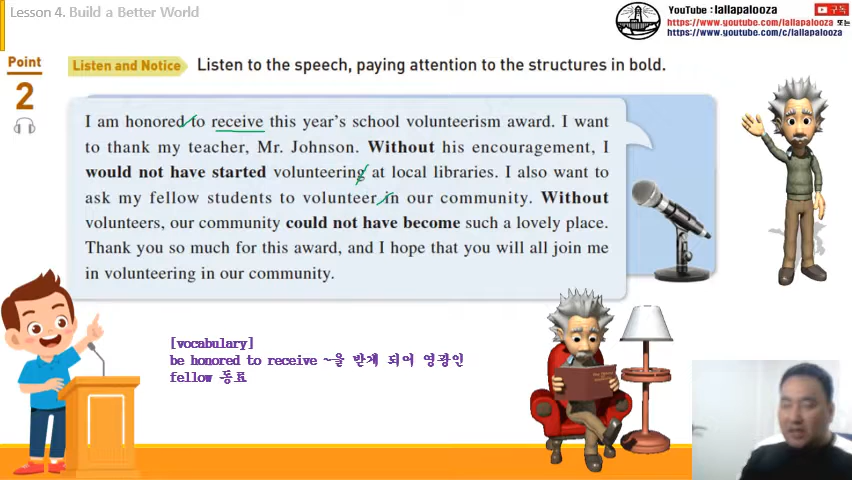 Lesson 4. Build a Better World
YouTube : lallapalooza
구독
https://www.youtube.com/lallapalooza 또는
https://www.youtube.com/c/lallapalooza
Point
2
Listen and Notice
Listen to the speech, paying attention to the structures in bold.
I am honored to receive this year's school volunteerism award. I want
to thank my teacher, Mr. Johnson. Without his encouragement, I
would not have started volunteering at local libraries. I also want to
ask my fellow students to volunteer in our community. Without
volunteers, our community could not have become such a lovely place.
Thank you so much for this award, and I hope that you will all join me
in volunteering in our community.
[vocabulary]
be honored to receive ~을 받게 되어 영광인
fellow 동료